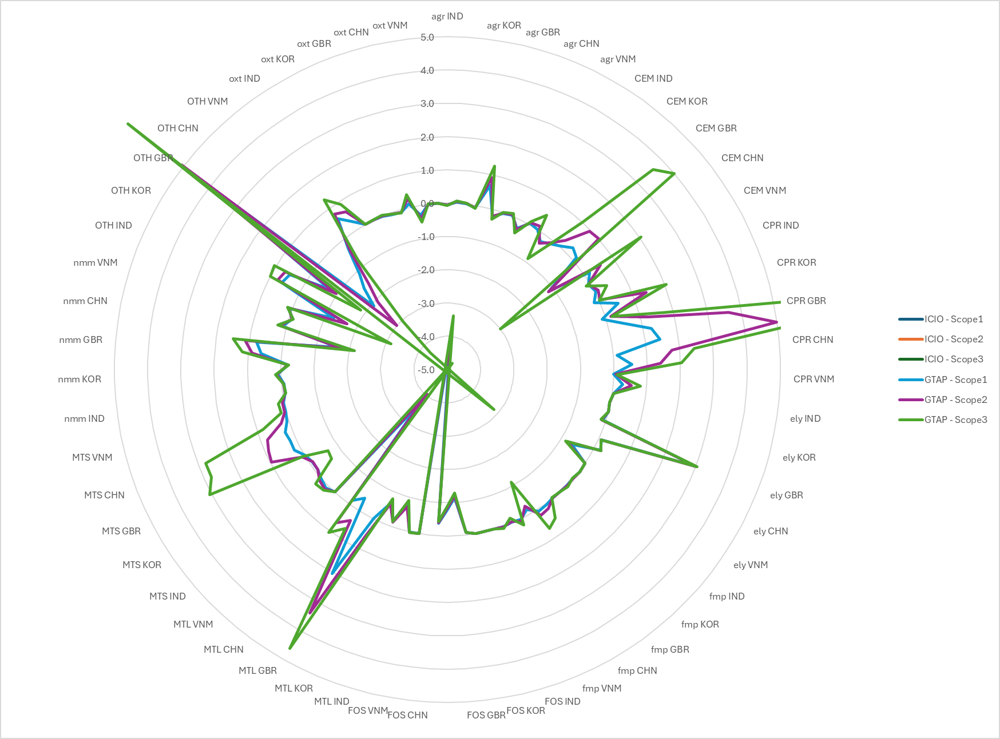 agr IND
agr KOR
agr GBR
agr CHN
agr VNM
CEM IND
CEM KOR
CEM GBR
CEM CHN
CEM VNM
CPR IND
CPR KOR
CPR GBR
CPR CHN
CPR VNM
ely IND
ely KOR
ely GBR
ely CHN
ely VNM
fmp IND
fmp KOR
fmp GBR
fmp CHN
fmp VNM
FOS IND
FOS KOR
FOS GBR
FOS CHN
FOS VNM
MTL IND
MTL KOR
MTL GBR
MTL CHN
MTL VNM
MTS IND
MTS KOR
MTS GBR
MTS CHN
MTS VNM
nmm IND
nmm KOR
nmm GBR
nmm CHN
nmm VNM
OTH IND
OTH KOR
OTH GBR
OTH CHN
OTH VNM
oxt IND
oxt KOR
oxt GBR
oxt CHN
oxt VNM
5.0
4.0
3.0
2.0
1.0
0.0
-1.0
-2.0
-3.0
-4.0
-5.0
ICIO - Scope1
ICIO - Scope2
ICIO - Scope3
GTAP - Scope1
GTAP - Scope2
GTAP - Scope3